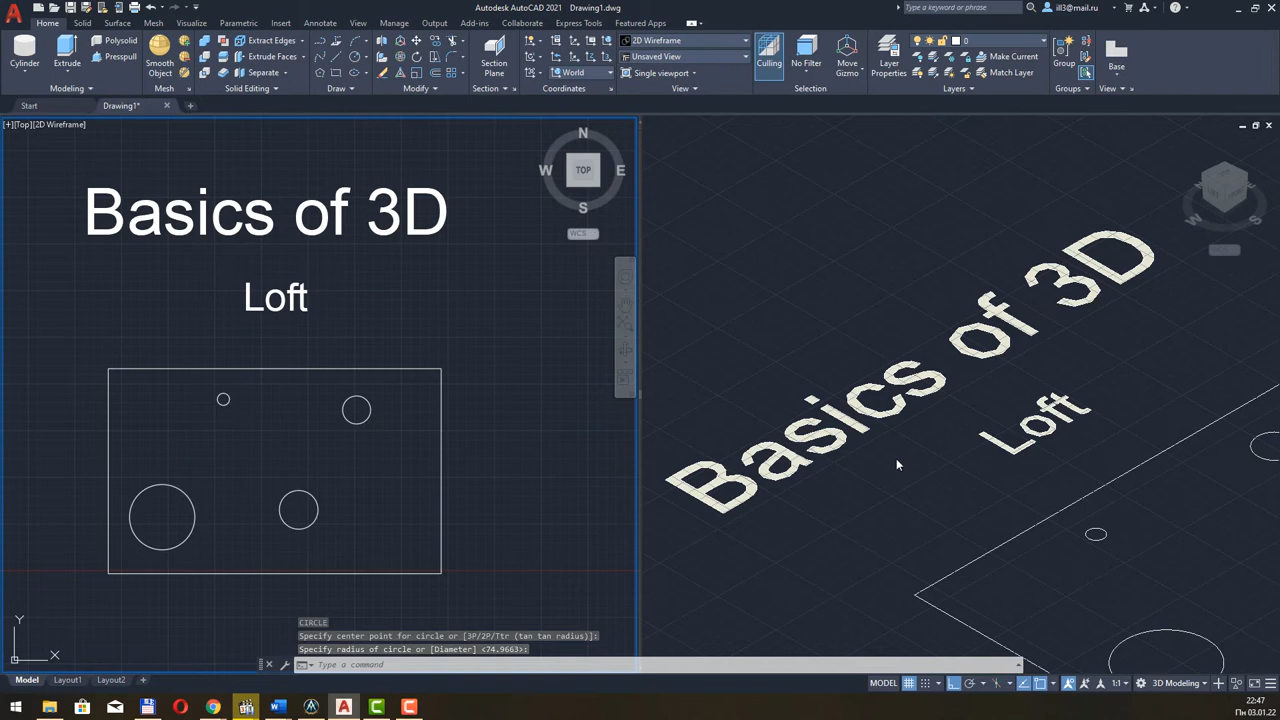 Autodesk AutoCAD 2021 Drawing1.dwg
Type a keyword or phrase
ill3@mail.ru
Home Solid Surface Mesh Visualize Parametric Insert Annotate View Manage Output Add-ins Collaborate Express Tools Featured Apps
Cylinder
Extrude
Polysolid
Presspull
Modeling
Smooth
Object
Mesh
Extract Edges
Extrude Faces
Separate
Solid Editing
Draw
Modify
Section
Plane
Section
World
Coordinates
2D Wireframe
Unsaved View
Single viewport
View
Culling
No Filter
Move
Gizmo
Selection
Layer
Properties
0
Make Current
Match Layer
Layers
Group
Groups
Base
View
Start
Drawing1*
[+][Top][2D Wireframe]
N
W TOP E
S
WCS
Basics of 3D
Loft
Y
X
W S
Basics of 3D
Loft
CIRCLE
Specify center point for circle or [3P/2P/Ttr (tan tan radius)]:
Specify radius of circle or [Diameter] <74.9663>:
Type a command
Model Layout1 Layout2
MODEL
1:1
3D Modeling
22:47
Пн 03.01.22